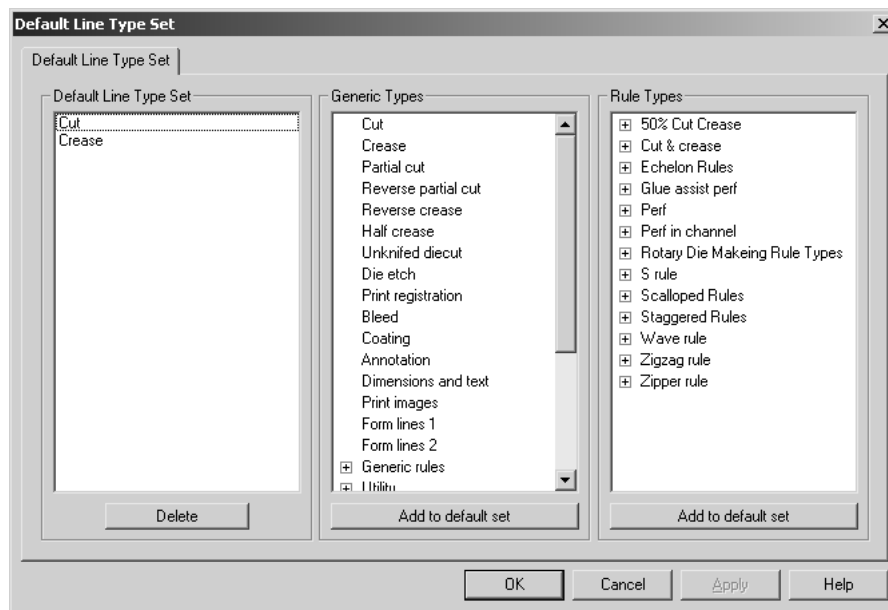 Default Line Type Set
Default Line Type Set
Default Line Type Set
Cut
Crease
Delete
Generic Types
Cut
Crease
Partial cut
Reverse partial cut
Reverse crease
Half crease
Unknifed diecut
Die etch
Print registration
Bleed
Coating
Annotation
Dimensions and text
Print images
Form lines 1
Form lines 2
Generic rules
Utility
Add to default set
Rule Types
50% Cut Crease
Cut & crease
Echelon Rules
Glue assist perf
Perf
Perf in channel
Rotary Die Makeing Rule Types
S rule
Scalloped Rules
Staggered Rules
Wave rule
Zigzag rule
Zipper rule
Add to default set
OK
Cancel
Apply
Help